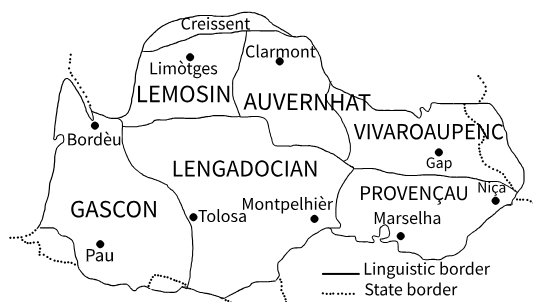 Creissent
Clarmont
Limòtges
LEMOSIN
AUVERNHAT
VIVAROAUPENC
Bordèu
Gap
LENGADOCIAN
PROVENÇAU
Niça
GASCON
Montpelhièr
Tolosa
Marselha
Pau
Linguistic border
State border